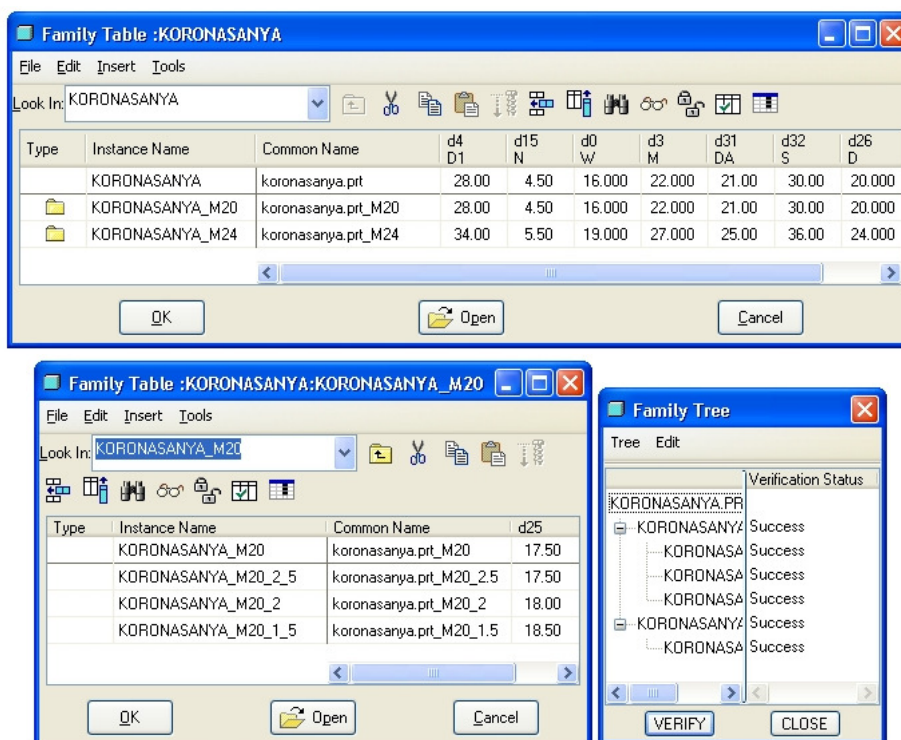 Family Table :KORONASANYA
File Edit Insert Tools
Look In: KORONASANYA
Type Instance Name Common Name d4 D1 d15 N d0 W d3 M d31 DA d32 S d26 D
KORONASANYA koronasanya.prt 28.00 4.50 16.000 22.000 21.00 30.00 20.000
KORONASANYA_M20 koronasanya.prt_M20 28.00 4.50 16.000 22.000 21.00 30.00 20.000
KORONASANYA_M24 koronasanya.prt_M24 34.00 5.50 19.000 27.000 25.00 36.00 24.000
OK Open Cancel
Family Table :KORONASANYA:KORONASANYA_M20
File Edit Insert Tools
Look In: KORONASANYA_M20
Type Instance Name Common Name d25
KORONASANYA_M20 koronasanya.prt_M20 17.50
KORONASANYA_M20_2_5 koronasanya.prt_M20_2.5 17.50
KORONASANYA_M20_2 koronasanya.prt_M20_2 18.00
KORONASANYA_M20_1_5 koronasanya.prt_M20_1.5 18.50
OK Open Cancel
Family Tree
Tree Edit
Verification Status
KORONASANYA.PR
KORONASANYA Success
KORONASA Success
KORONASA Success
KORONASA Success
KORONASANYA Success
KORONASA Success
VERIFY CLOSE